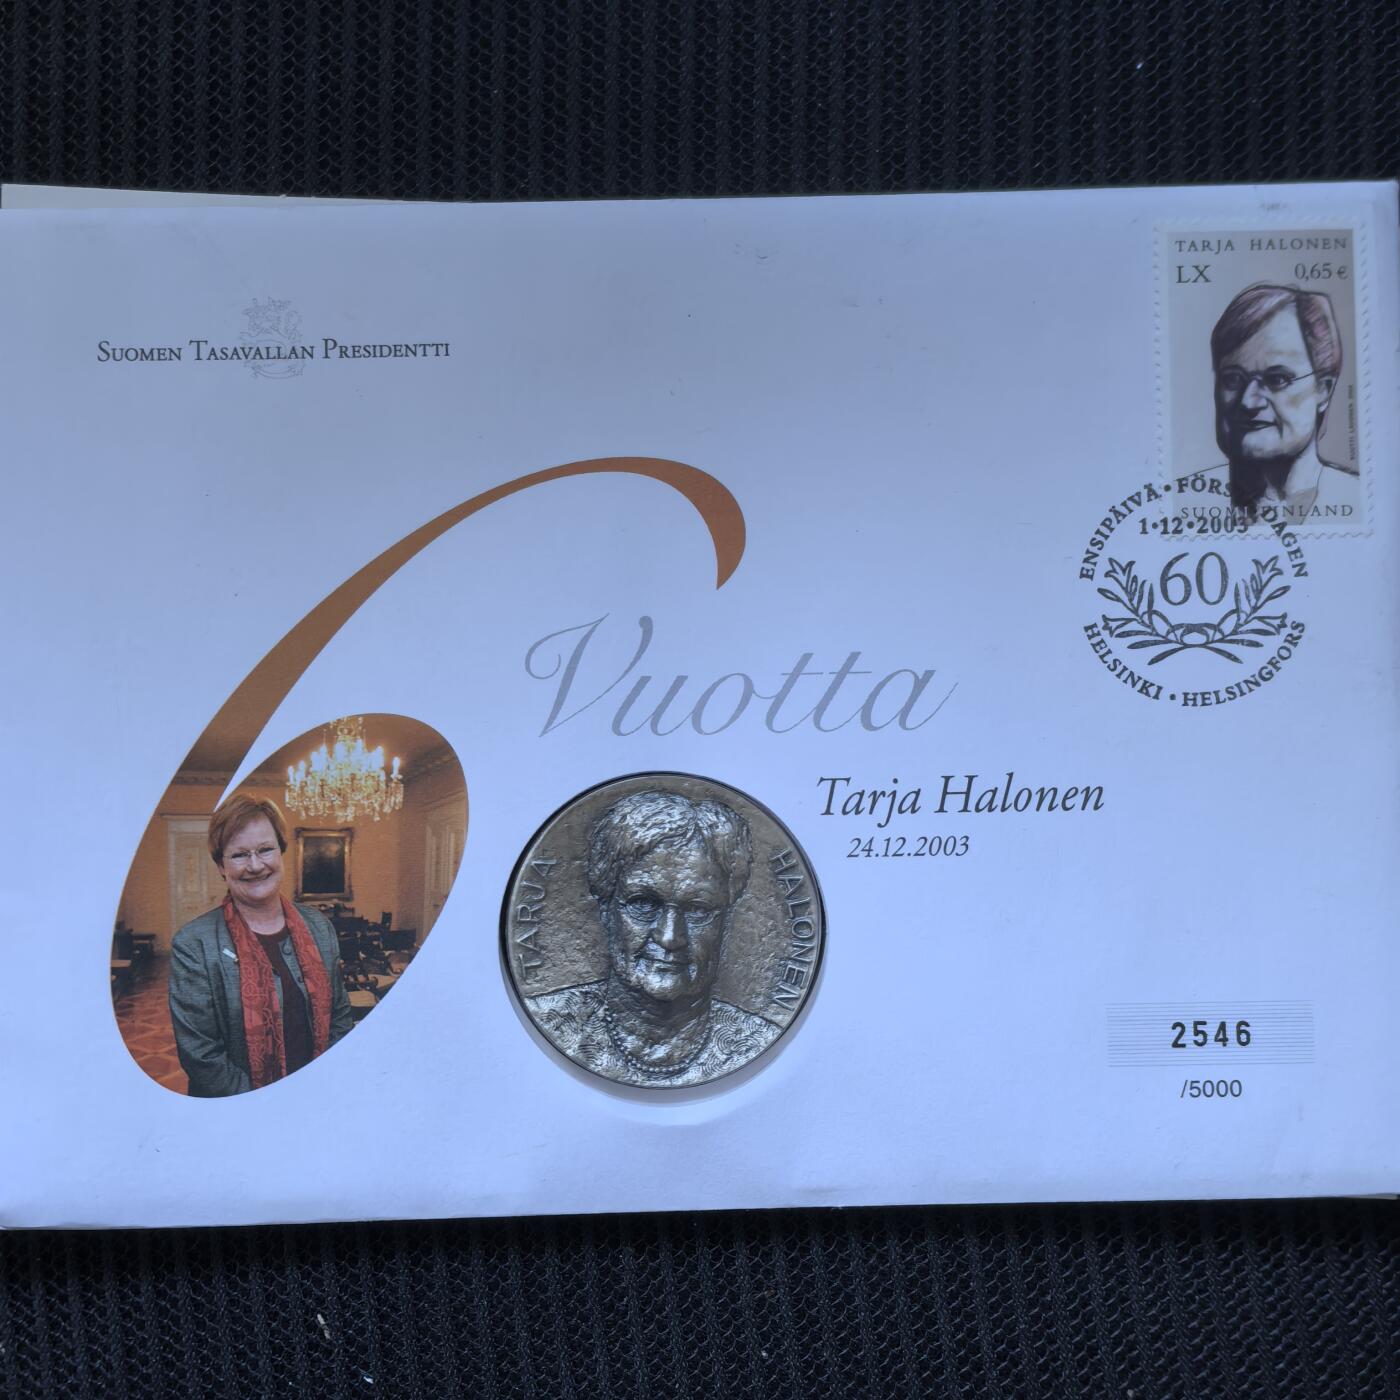 SUOMEN TASAVALLAN PRESIDENTTI
TARJA HALONEN
LX 0,65 €
SUOMI FINLAND
ENSIPÄIVÄ • FÖRSTA DAGEN
1•12•2003
60
HELSINKI • HELSINGFORS
6
Vuotta
Tarja Halonen
24.12.2003
TARJA HALONEN
2546
/5000